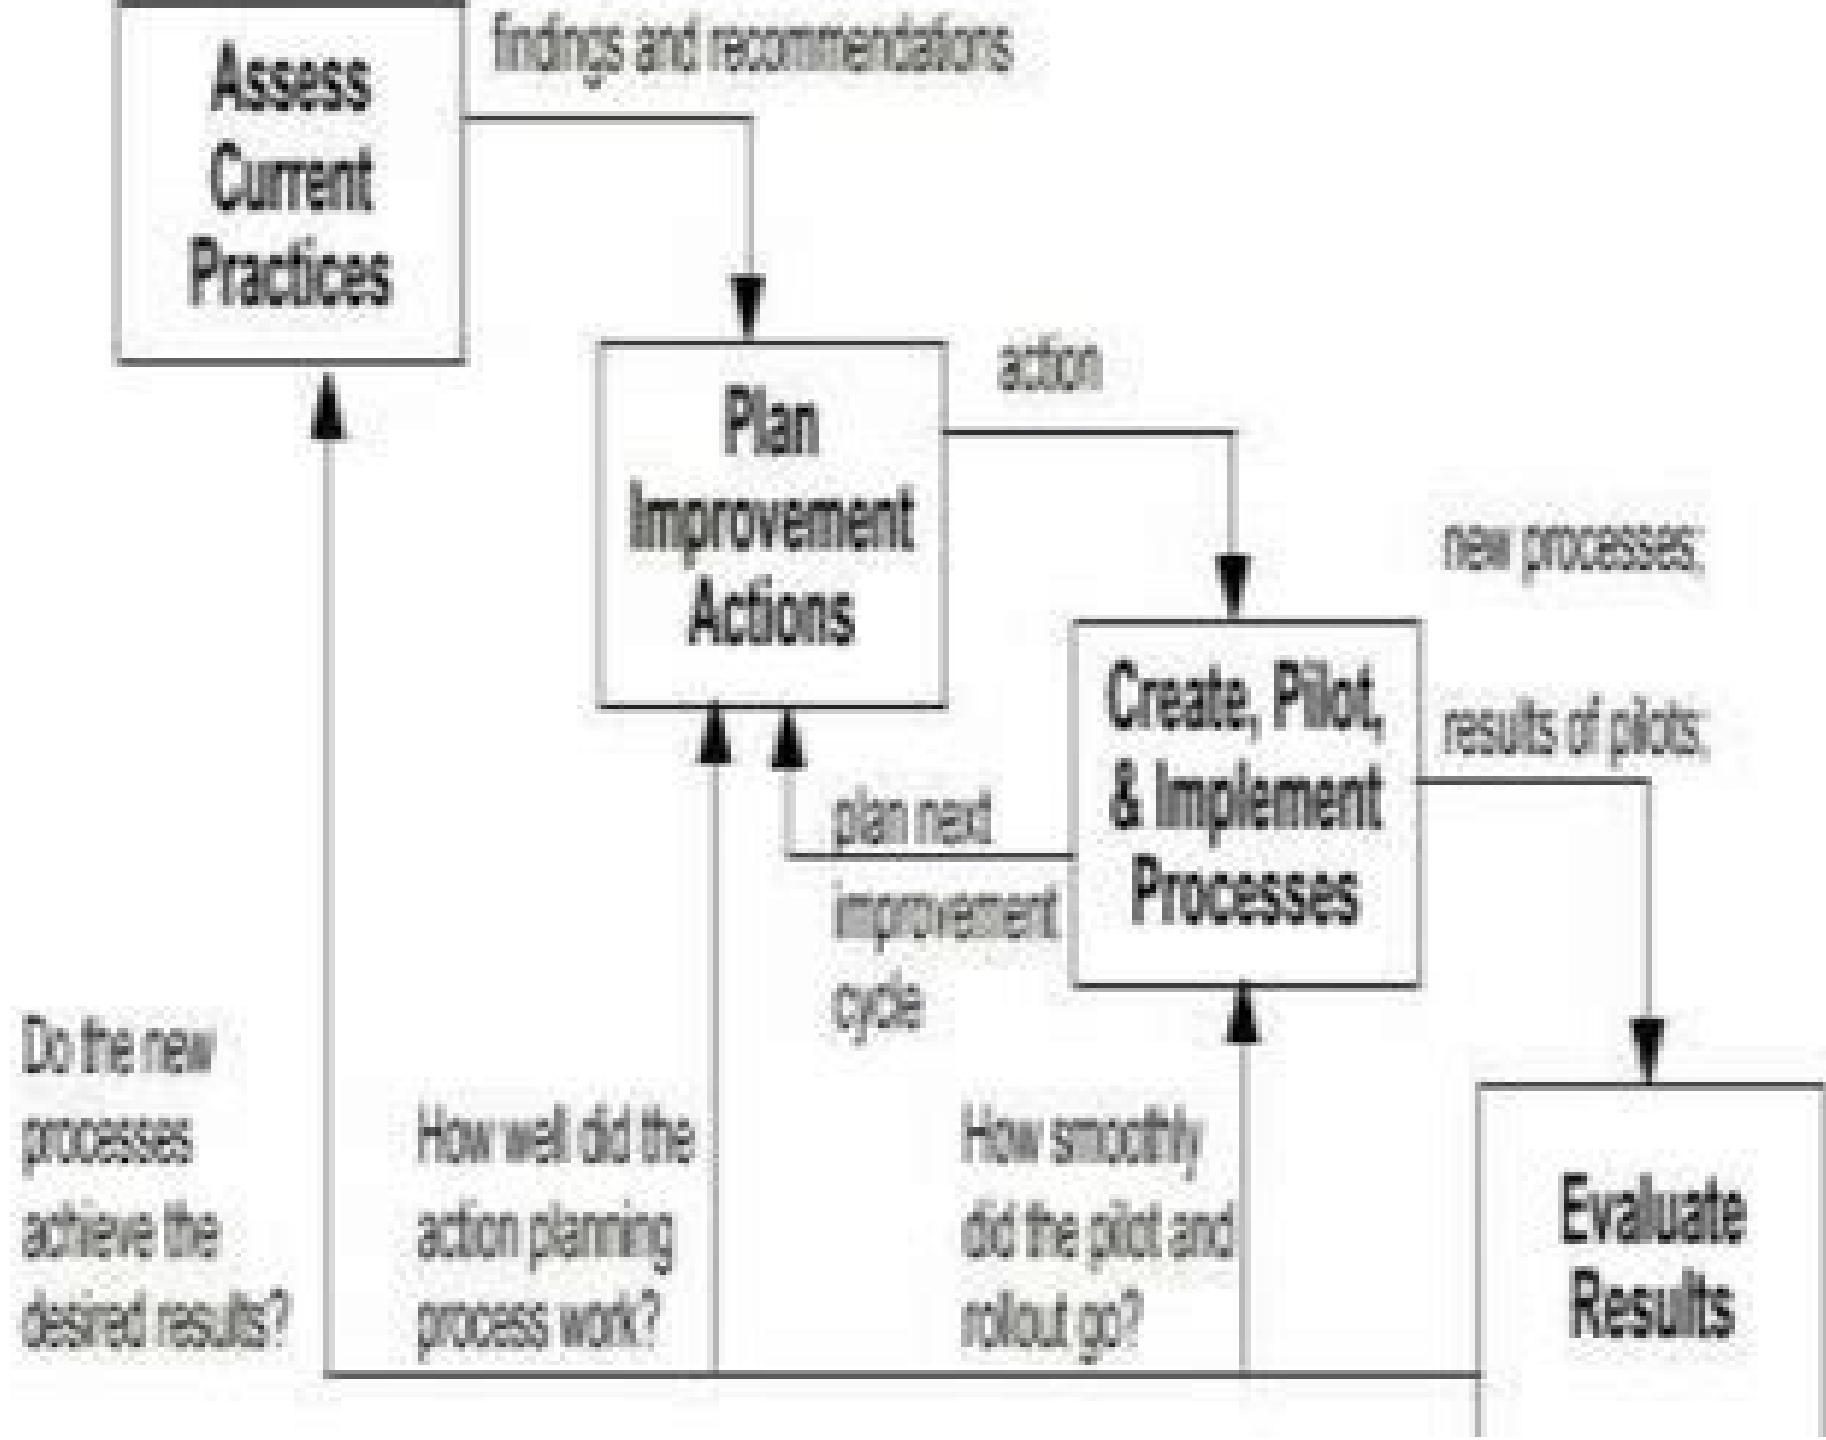 Assess
Current
Practices
findings and recommendations
Plan
Improvement
Actions
action
Create, Pilot,
& Implement
Processes
new processes;
results of pilots;
plan next
improvement
cycle
Do the new
processes
achieve the
desired results?
How well did the
action planning
process work?
How smoothly
did the pilot and
rollout go?
Evaluate
Results